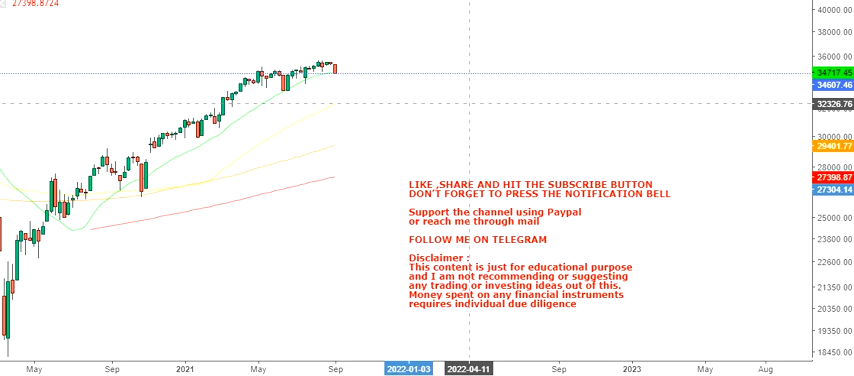 27398.8724
40000.00
38000.00
36000.00
34717.45
34607.46
32326.76
30000.00
29401.77
28000.00
27398.87
27304.14
25000.00
23800.00
22600.00
21350.00
20350.00
19350.00
18450.00
LIKE ,SHARE AND HIT THE SUBSCRIBE BUTTON
DON'T FORGET TO PRESS THE NOTIFICATION BELL
Support the channel using Paypal
or reach me through mail
FOLLOW ME ON TELEGRAM
Disclaimer :
This content is just for educational purpose
and I am not recommending or suggesting
any trading or investing ideas out of this.
Money spent on any financial instruments
requires individual due diligence
May Sep 2021 May Sep 2022-01-03 2022-04-11 Sep 2023 May Aug